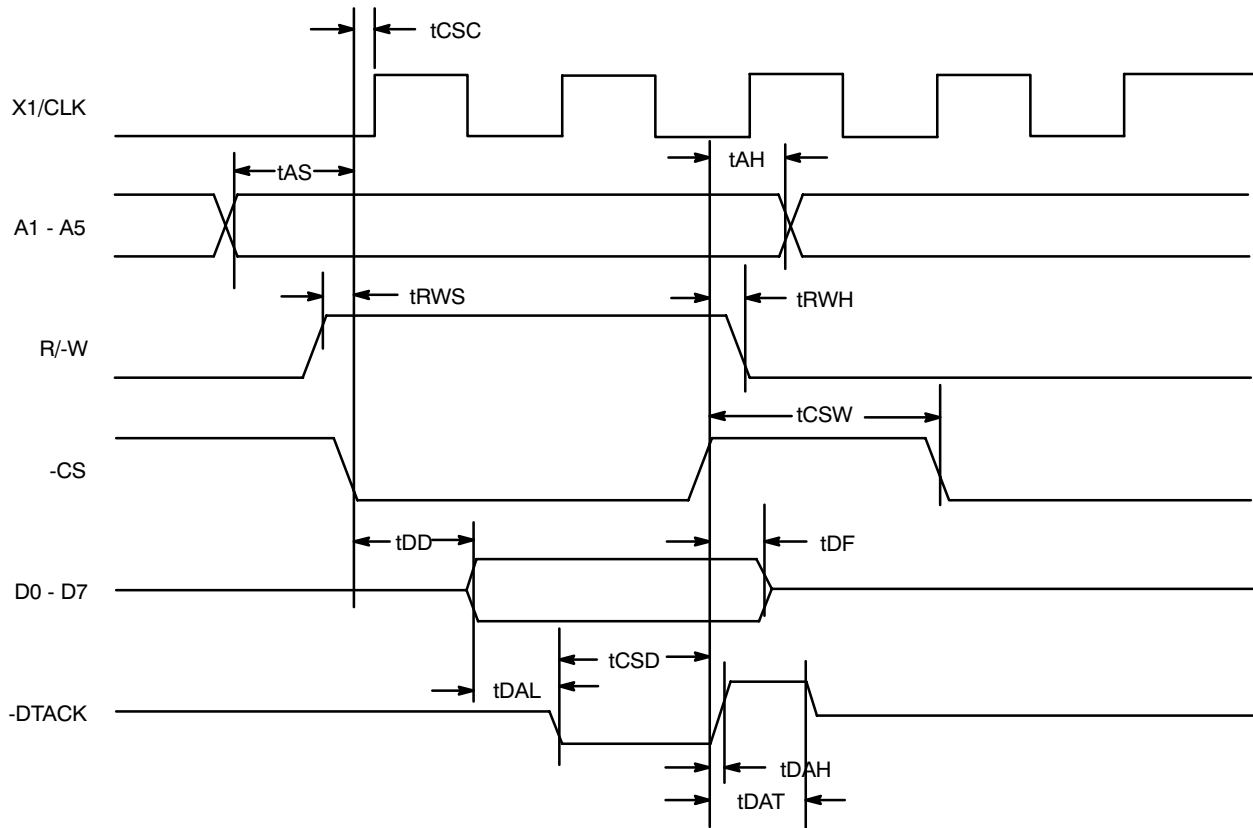 tCSC
X1/CLK
tAS
tAH
A1 - A5
tRWS
tRWH
R/-W
tCSW
-CS
tDD
tDF
D0 - D7
tCSD
tDAL
-DTACK
tDAH
tDAT